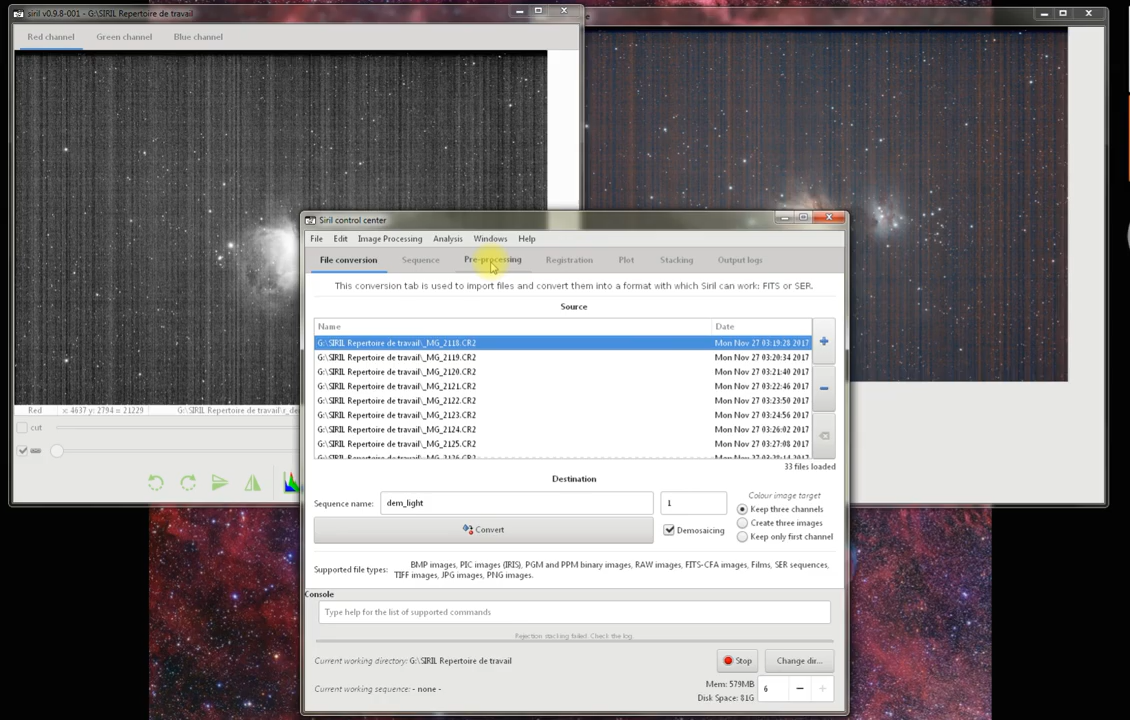 siril v0.9.8-001 - G:\SIRIL Repertoire de travail
Red channel
Green channel
Blue channel
Red
x: 4637 y: 2794 = 21229
cut
Siril control center
File
Edit
Image Processing
Analysis
Windows
Help
File conversion
Sequence
Pre-processing
Registration
Plot
Stacking
Output logs
This conversion tab is used to import files and convert them into a format with which Siril can work: FITS or SER.
Source
Name
Date
G:\SIRIL Repertoire de travail\_MG_2118.CR2 Mon Nov 27 03:19:28 2017
G:\SIRIL Repertoire de travail\_MG_2119.CR2 Mon Nov 27 03:20:34 2017
G:\SIRIL Repertoire de travail\_MG_2120.CR2 Mon Nov 27 03:21:40 2017
G:\SIRIL Repertoire de travail\_MG_2121.CR2 Mon Nov 27 03:22:46 2017
G:\SIRIL Repertoire de travail\_MG_2122.CR2 Mon Nov 27 03:23:50 2017
G:\SIRIL Repertoire de travail\_MG_2123.CR2 Mon Nov 27 03:24:56 2017
G:\SIRIL Repertoire de travail\_MG_2124.CR2 Mon Nov 27 03:26:02 2017
G:\SIRIL Repertoire de travail\_MG_2125.CR2 Mon Nov 27 03:27:08 2017
G:\SIRIL Repertoire de travail\_MG_2126.CR2 Mon Nov 27 03:28:14 2017
33 files loaded
Destination
Sequence name:
dem_light
1
Colour image target
Keep three channels
Create three images
Keep only first channel
Convert
Demosaicing
Supported file types:
BMP images, PIC images (IRIS), PGM and PPM binary images, RAW images, FITS-CFA images, Films, SER sequences,
TIFF images, JPG images, PNG images.
Console
Type help for the list of supported commands
Rejection stacking failed. Check the log.
Current working directory: G:\SIRIL Repertoire de travail
Stop
Change dir...
Current working sequence: - none -
Mem: 579MB
Disk Space: 81G
6